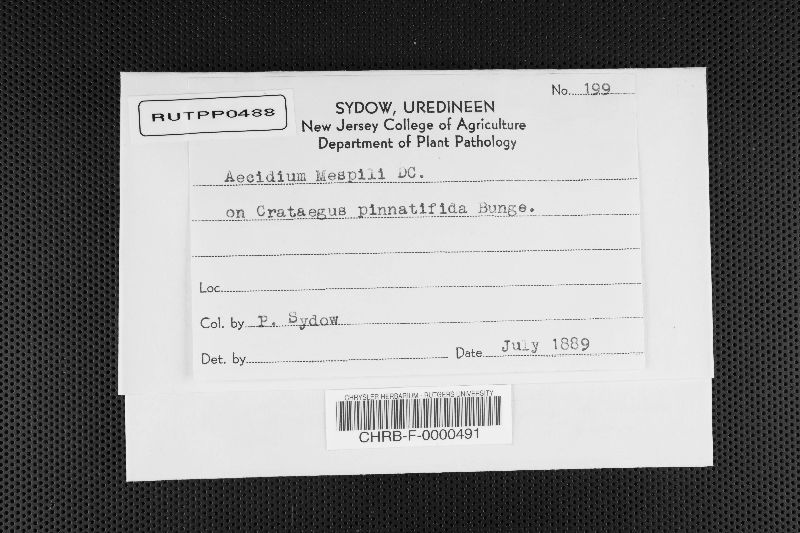 No. 199
RUTPP0488
SYDOW, UREDINEEN
New Jersey College of Agriculture
Department of Plant Pathology
Aecidium Mespili DC.
on Crataegus pinnatifida Bunge.
Loc.
Col. by P. Sydow
Det. by
Date July 1889
CHRYSLER HERBARIUM - RUTGERS UNIVERSITY
CHRB-F-0000491